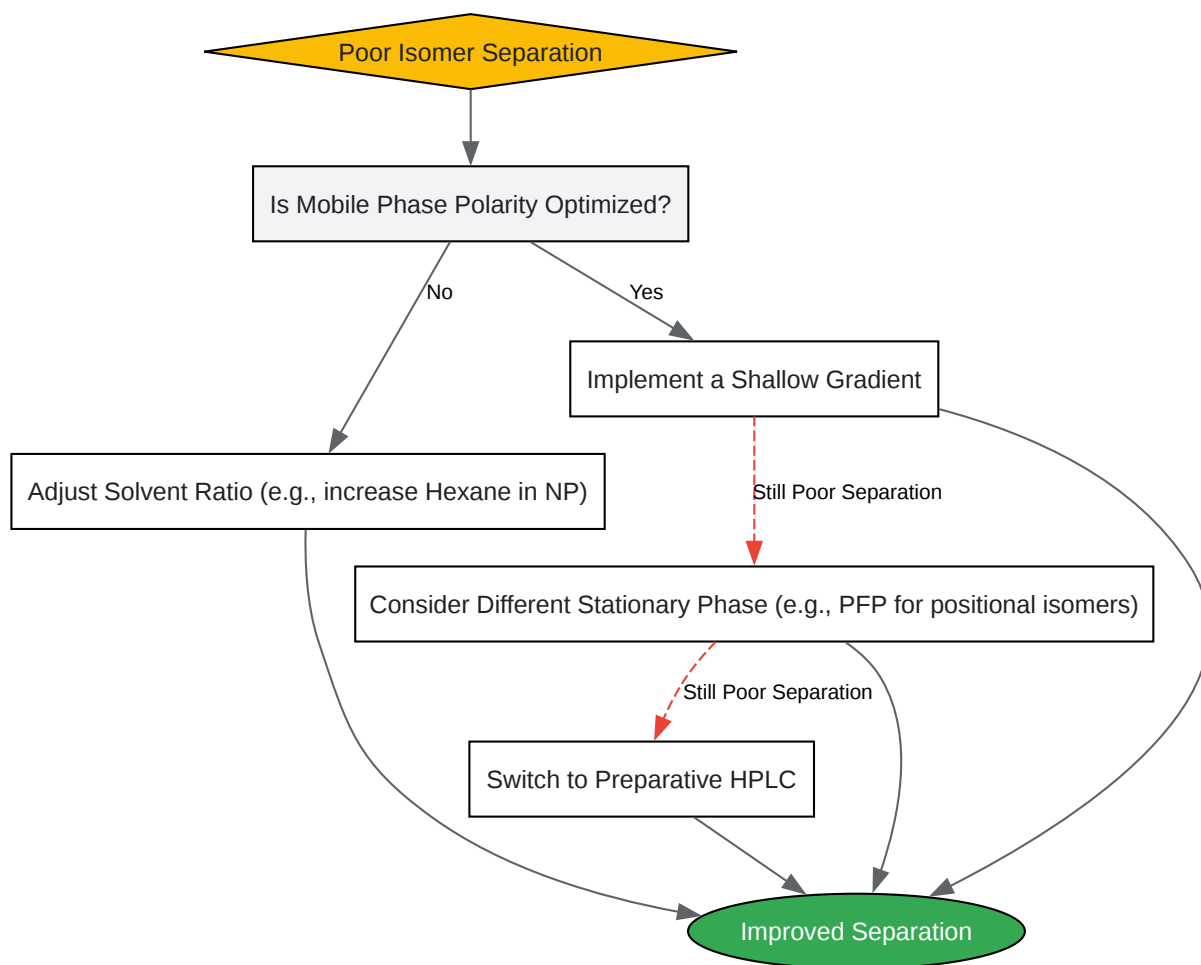 Poor Isomer Separation
Is Mobile Phase Polarity Optimized?
No
Yes
Implement a Shallow Gradient
Adjust Solvent Ratio (e.g., increase Hexane in NP)
Still Poor Separation
Consider Different Stationary Phase (e.g., PFP for positional isomers)
Still Poor Separation
Switch to Preparative HPLC
Improved Separation